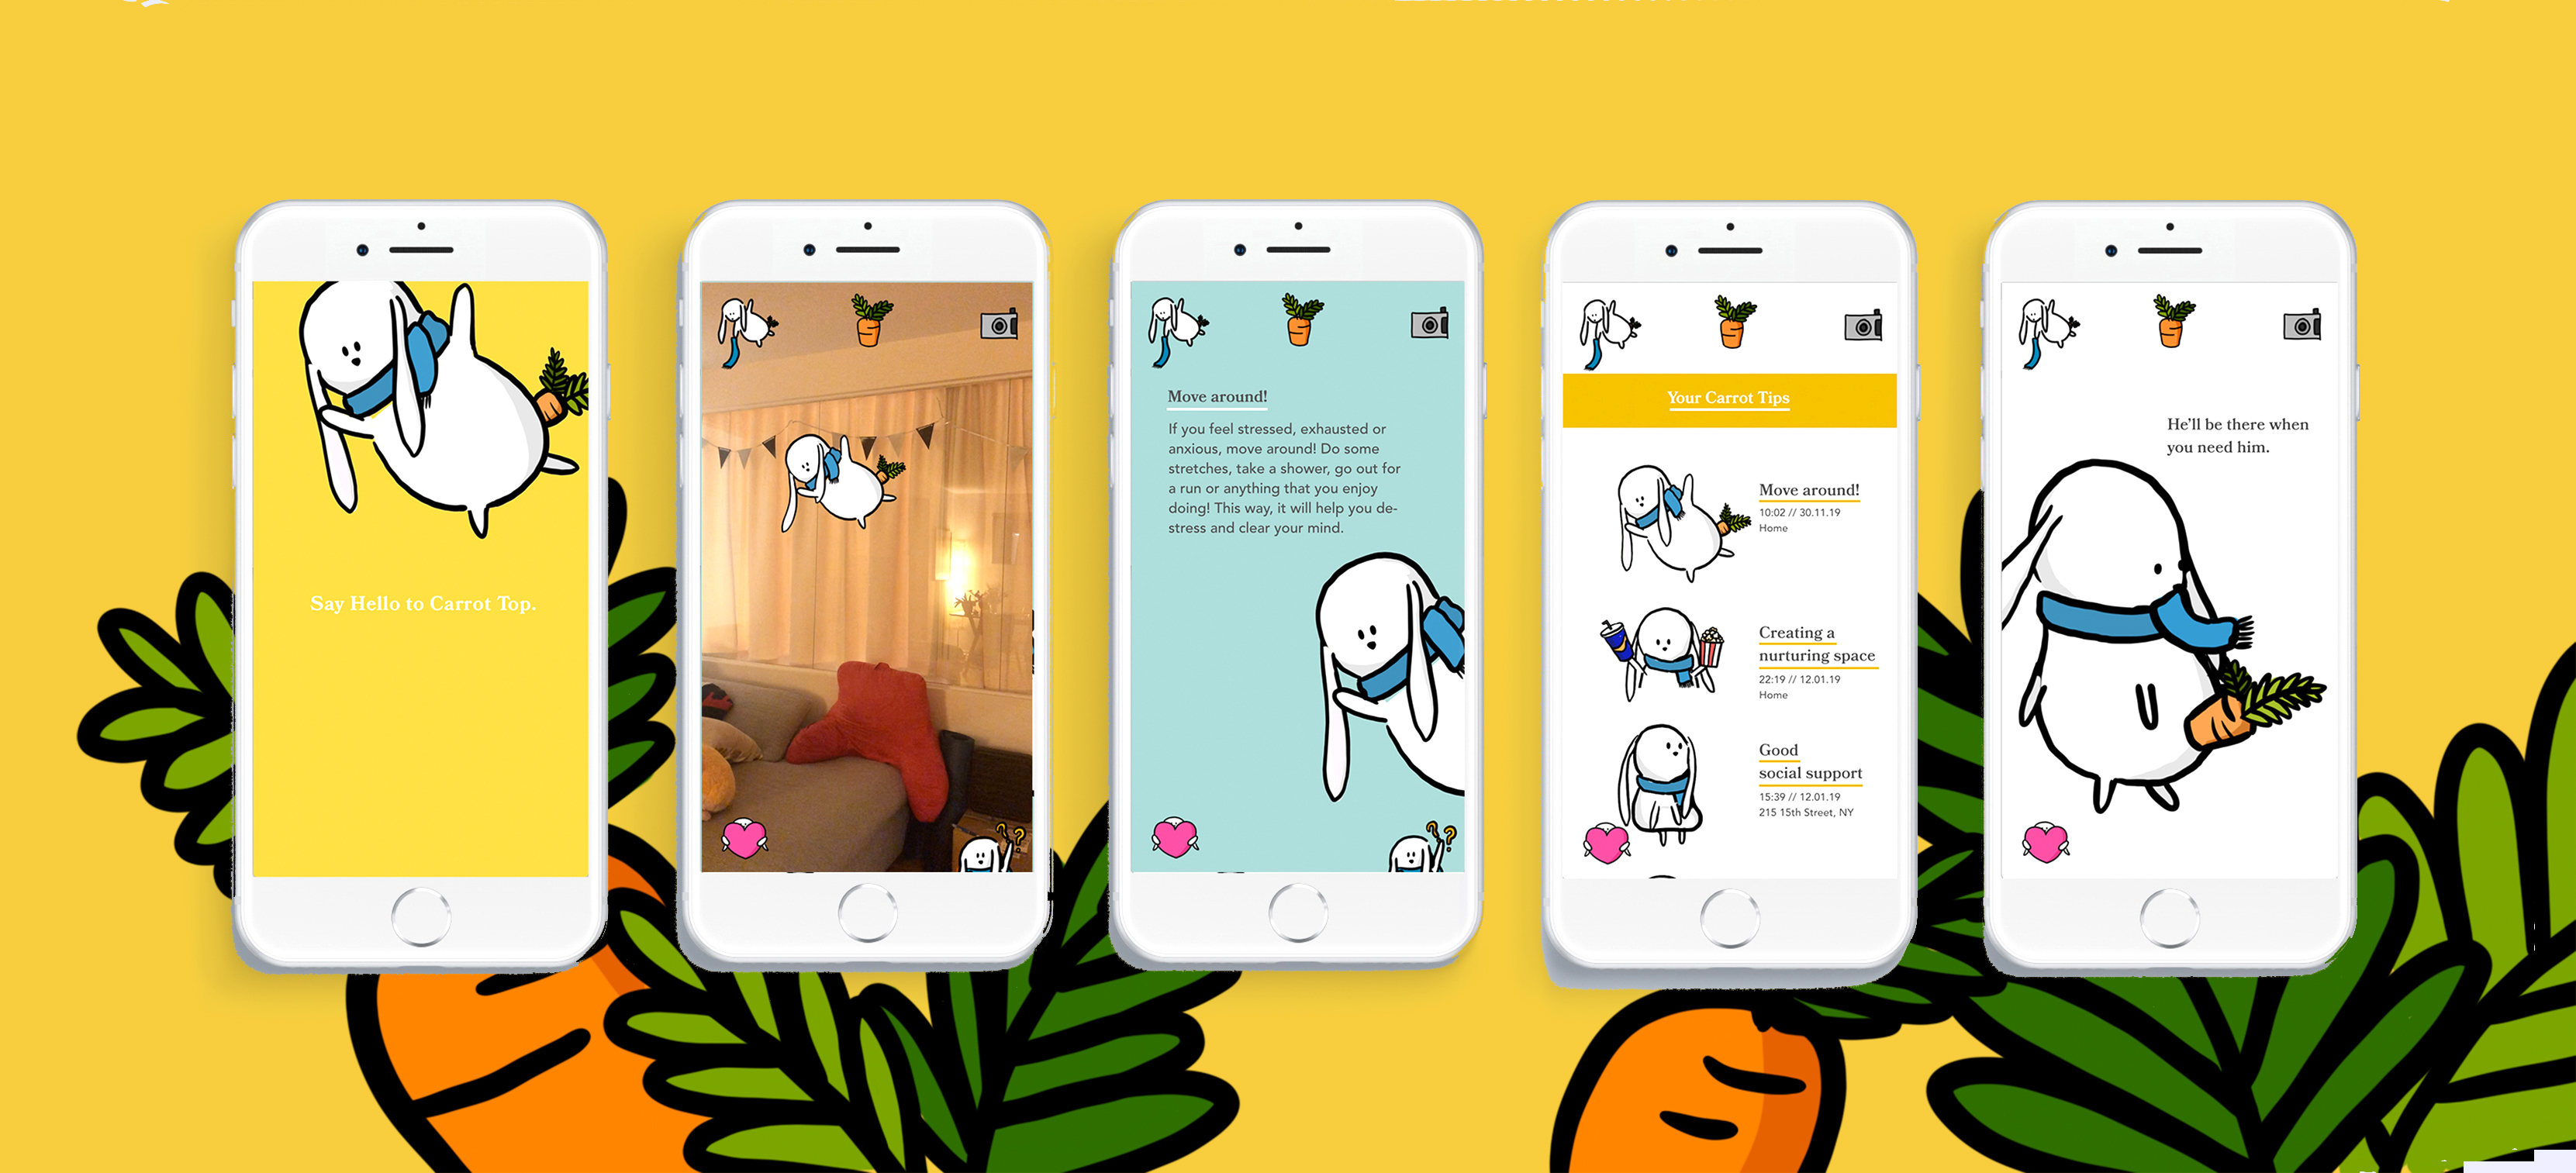 Say Hello to Carrot Top.
Move around!
If you feel stressed, exhausted or
anxious, move around! Do some
stretches, take a shower, go out for
a run or anything that you enjoy
doing! This way, it will help you de-
stress and clear your mind.
Your Carrot Tips
Move around!
10:02 // 30.11.19
Home
Creating a
nurturing space
22:19 // 12.01.19
Home
Good
social support
15:39 // 12.01.19
215 15th Street, NY
He'll be there when
you need him.
??
??